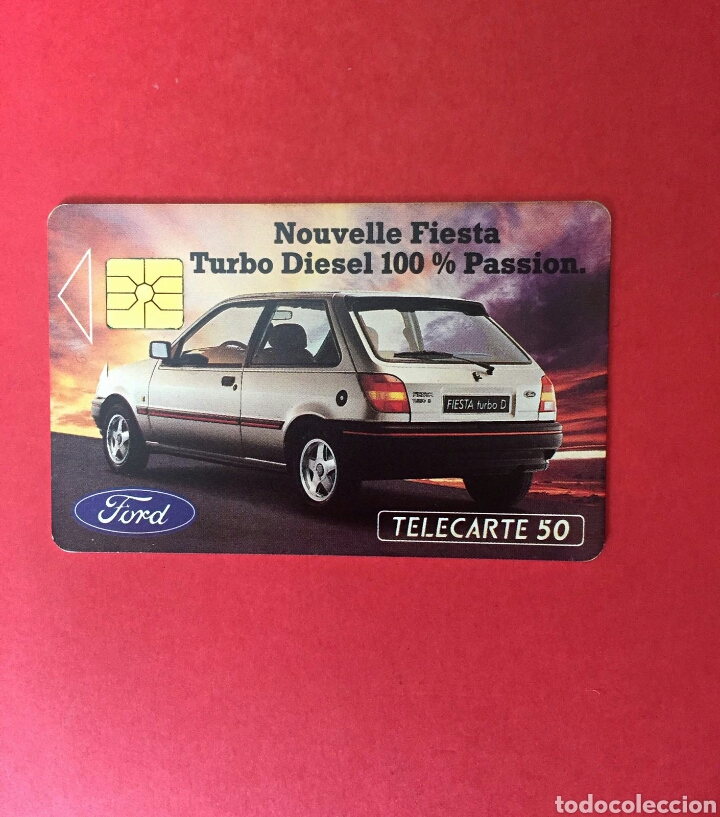 Nouvelle Fiesta
Turbo Diesel 100 % Passion.
FIESTA turbo D
Ford
TELECARTE 50
todocoleccion